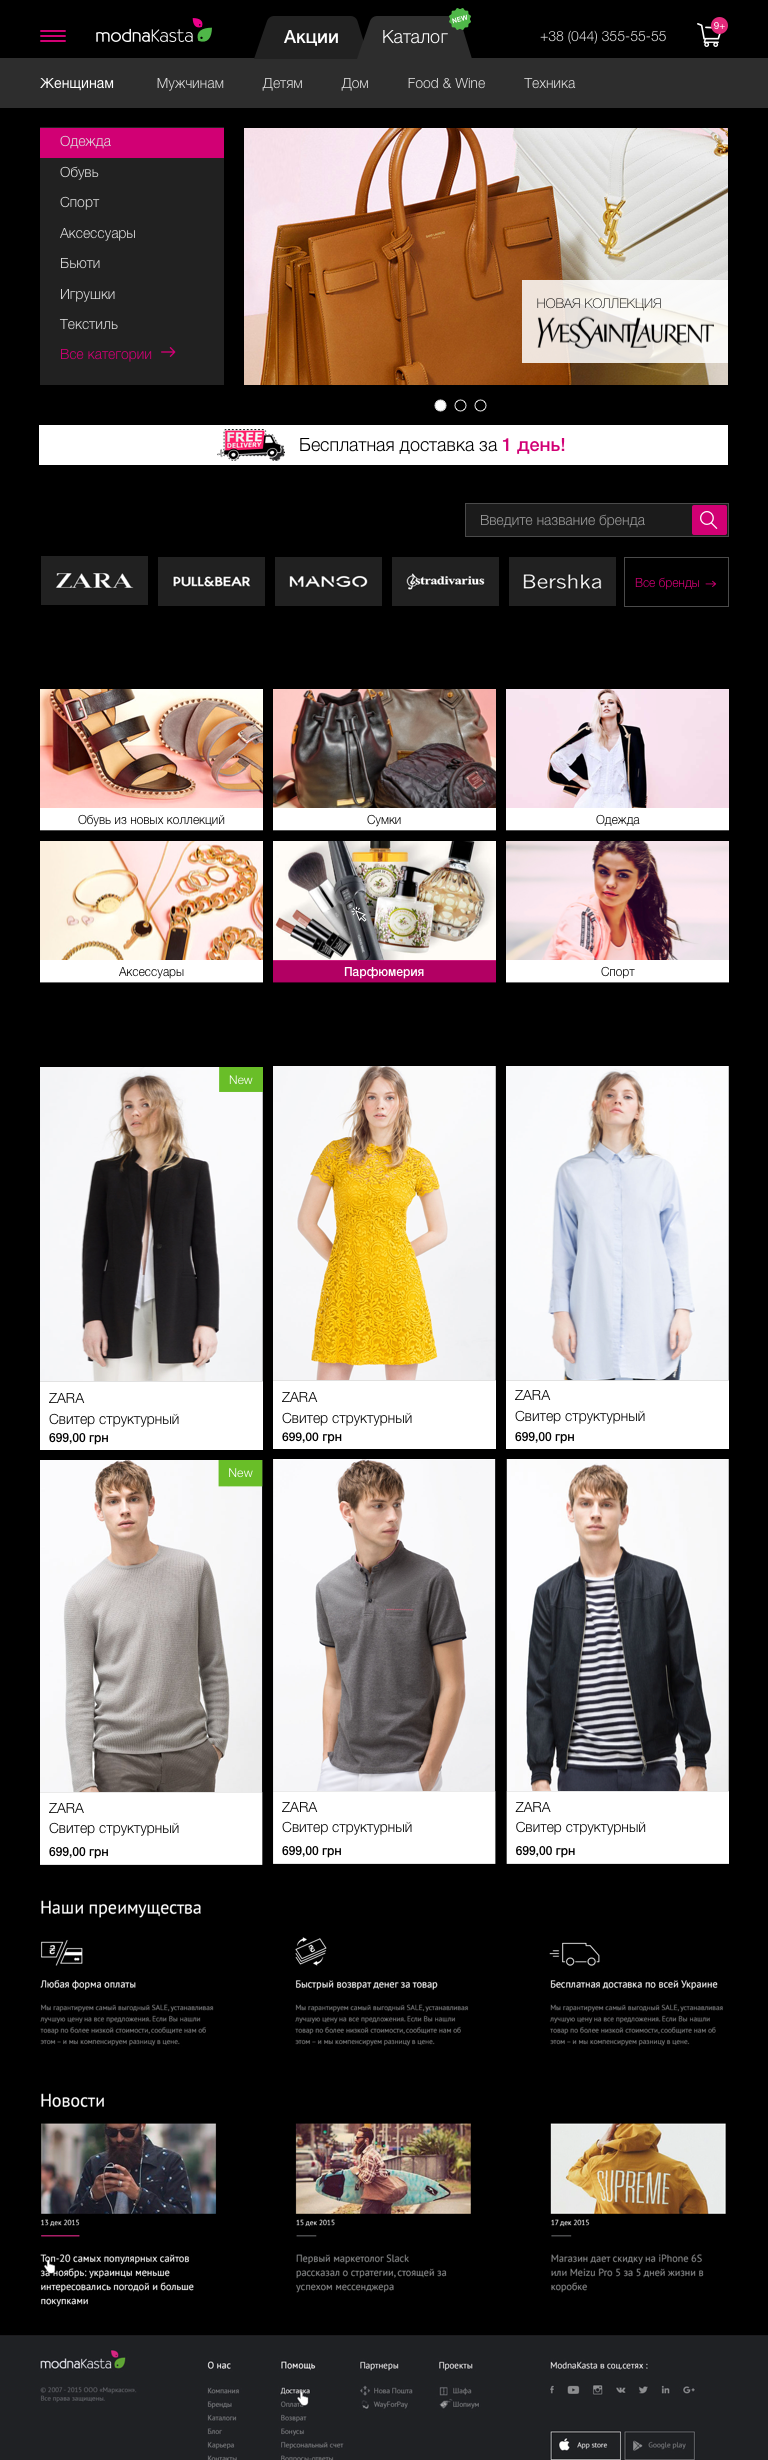 modnaKasta
Акции
Каталог
NEW
+38 (044) 355-55-55
9+
Женщинам Мужчинам Детям Дом Food & Wine Техника
Одежда
Обувь
Спорт
Аксессуары
Бьюти
Игрушки
Текстиль
Все категории
НОВАЯ КОЛЛЕКЦИЯ
YVESSAINTLAURENT
FREE
DELIVERY
Бесплатная доставка за 1 день!
Введите название бренда
ZARA PULL&BEAR MANGO stradivarius Bershka Все бренды
Обувь из новых коллекций Сумки Одежда
Аксессуары Парфюмерия Спорт
New
ZARA
Свитер структурный
699,00 грн
ZARA
Свитер структурный
699,00 грн
ZARA
Свитер структурный
699,00 грн
New
ZARA
Свитер структурный
699,00 грн
ZARA
Свитер структурный
699,00 грн
ZARA
Свитер структурный
699,00 грн
Наши преимущества
Любая форма оплаты
Мы гарантируем самый выгодный SALE, устанавливая
лучшую цену на все предложения. Если Вы нашли
товар по более низкой стоимости, сообщите нам об
этом – и мы компенсируем разницу в цене.
Быстрый возврат денег за товар
Мы гарантируем самый выгодный SALE, устанавливая
лучшую цену на все предложения. Если Вы нашли
товар по более низкой стоимости, сообщите нам об
этом – и мы компенсируем разницу в цене.
Бесплатная доставка по всей Украине
Мы гарантируем самый выгодный SALE, устанавливая
лучшую цену на все предложения. Если Вы нашли
товар по более низкой стоимости, сообщите нам об
этом – и мы компенсируем разницу в цене.
Новости
13 дек 2015
Топ-20 самых популярных сайтов
за ноябрь: украинцы меньше
интересовались погодой и больше
покупками
15 дек 2015
Первый маркетолог Slack
рассказал о стратегии, стоящей за
успехом мессенджера
SUPREME
17 дек 2015
Магазин дает скидку на iPhone 6S
или Meizu Pro 5 за 5 дней жизни в
коробке
modnaKasta
© 2007 - 2015 ООО «Маркасон».
Все права защищены.
О нас
Компания
Бренды
Каталоги
Блог
Карьера
Контакты
Помощь
Доставка
Оплата
Возврат
Бонусы
Персональный счет
Вопросы-ответы
Партнеры
Нова Пошта
WayForPay
Проекты
Шафа
Шопиум
ModnaKasta в соц.сетях :
App store
Google play